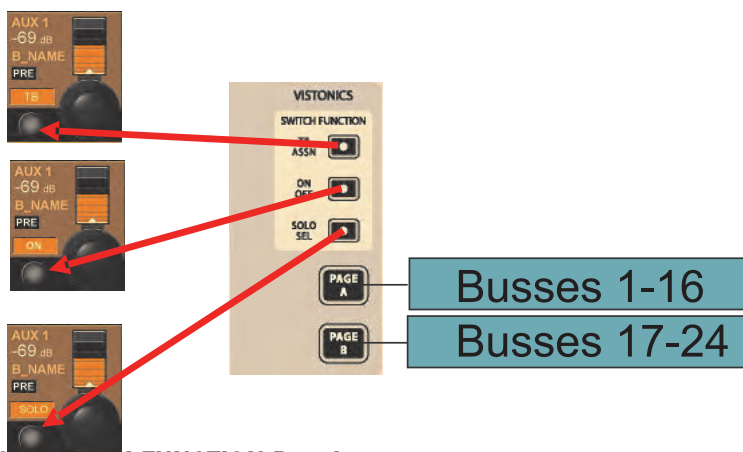 AUX 1
-69 dB
B_NAME
PRE
TB
AUX 1
-69 dB
B_NAME
PRE
ON
AUX 1
-69 dB
B_NAME
PRE
SOLO
VISTONICS
SWITCH FUNCTION
ASSN
ON
OFF
SOLO
SEL
PAGE
A
Busses 1-16
PAGE
B
Busses 17-24